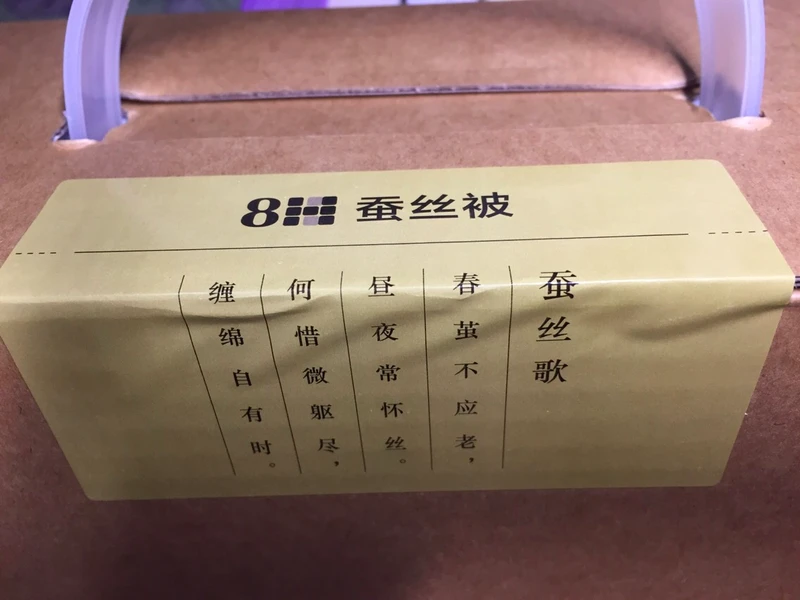 8H 蚕丝被
蚕丝歌
春茧不应老，
昼夜常怀丝。
何惜微躯尽，
缠绵自有时。